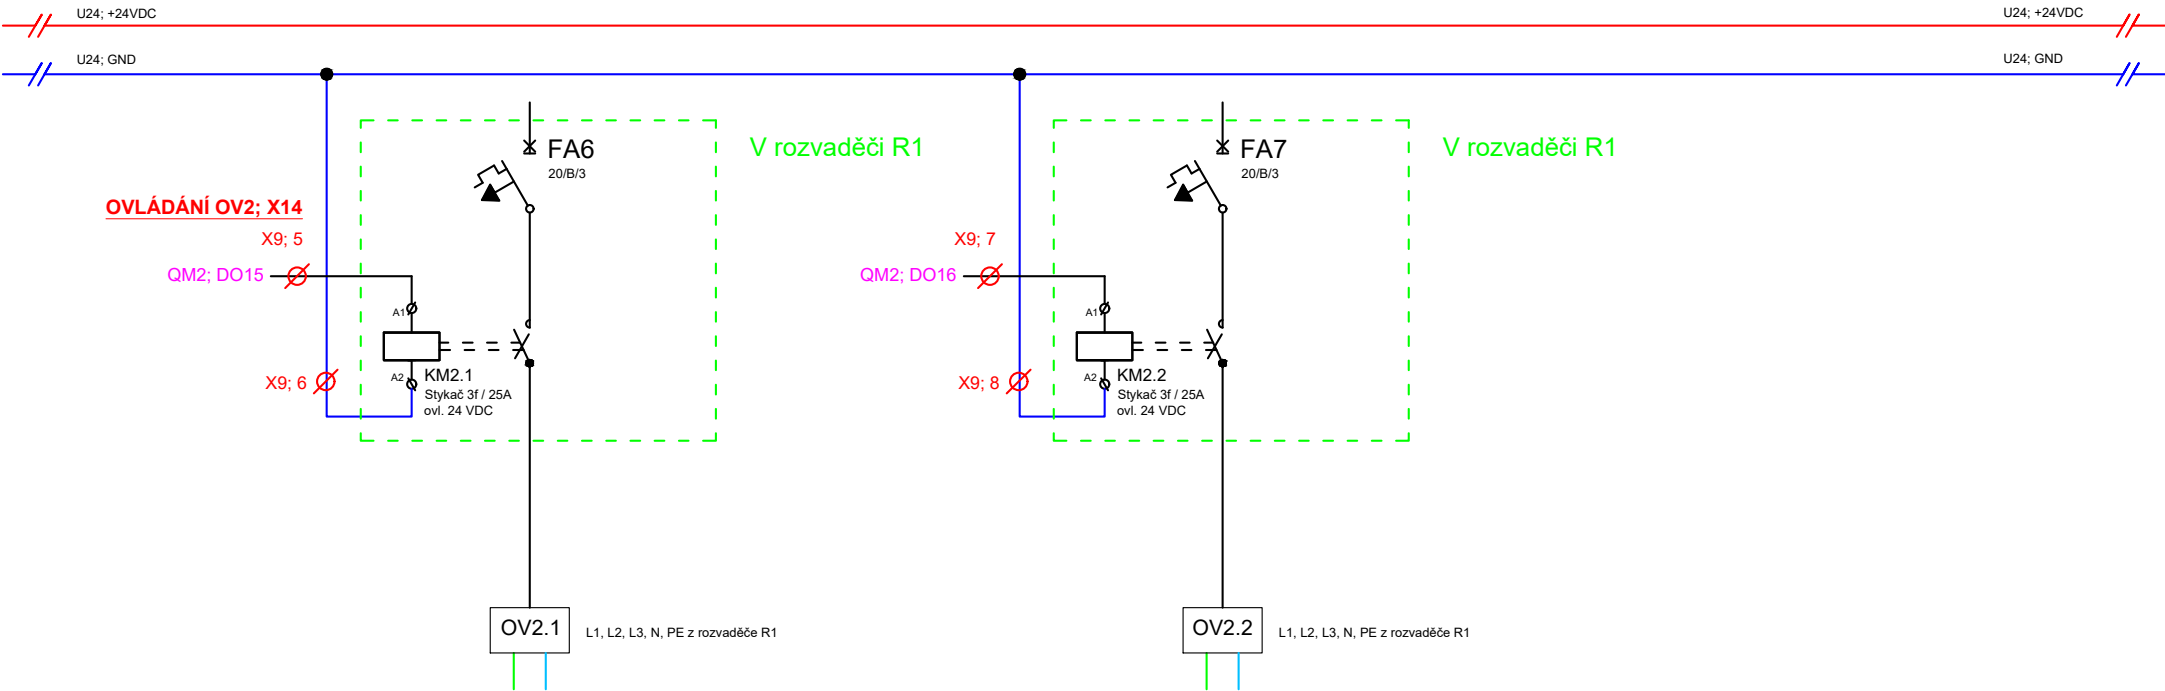 U24; +24VDC
U24; +24VDC
U24; GND
U24; GND
FA6
20/B/3
V rozvaděči R1
FA7
20/B/3
V rozvaděči R1
OVLÁDÁNÍ OV2; X14
X9; 5
QM2; DO15
X9; 7
QM2; DO16
A1
A1
X9; 6
A2
KM2.1
Stykač 3f / 25A
ovl. 24 VDC
X9; 8
A2
KM2.2
Stykač 3f / 25A
ovl. 24 VDC
OV2.1
L1, L2, L3, N, PE z rozvaděče R1
OV2.2
L1, L2, L3, N, PE z rozvaděče R1